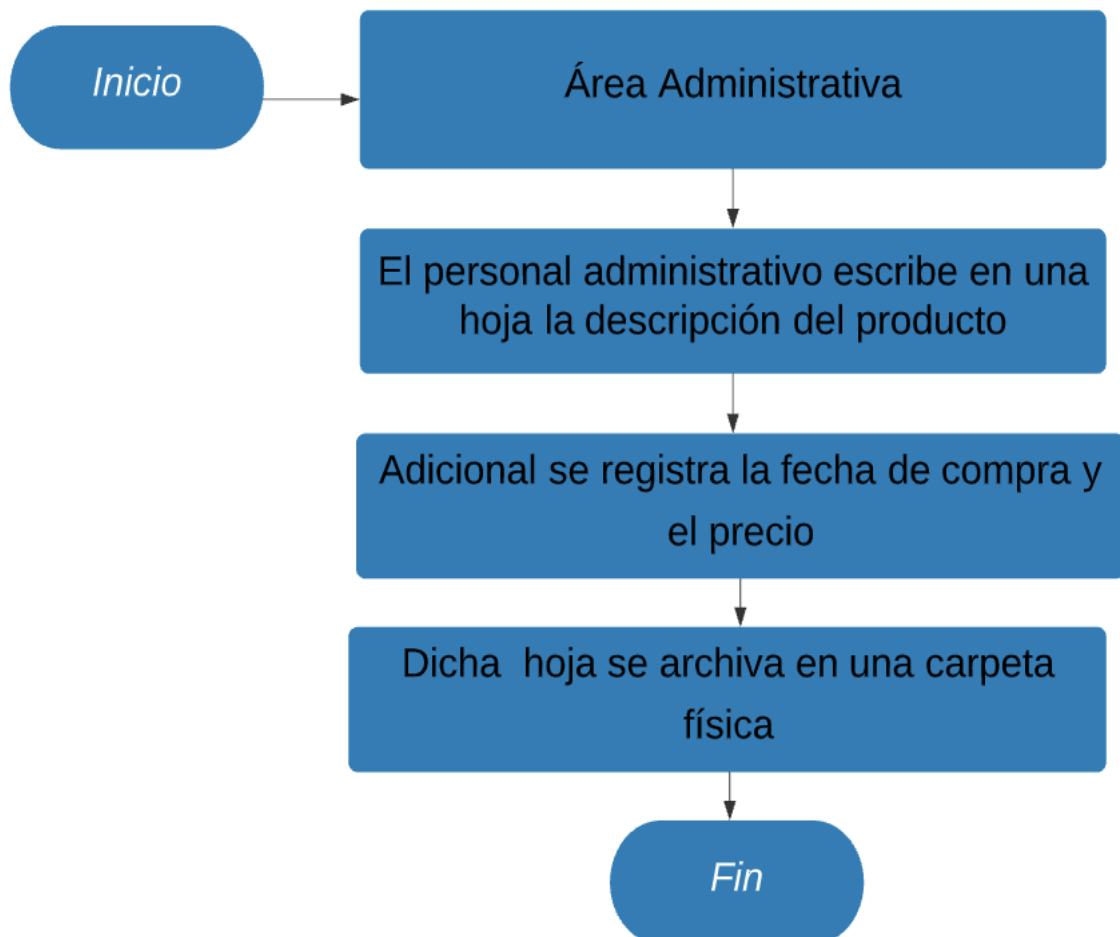 Inicio
Área Administrativa
El personal administrativo escribe en una
hoja la descripción del producto
Adicional se registra la fecha de compra y
el precio
Dicha  hoja se archiva en una carpeta
física
Fin